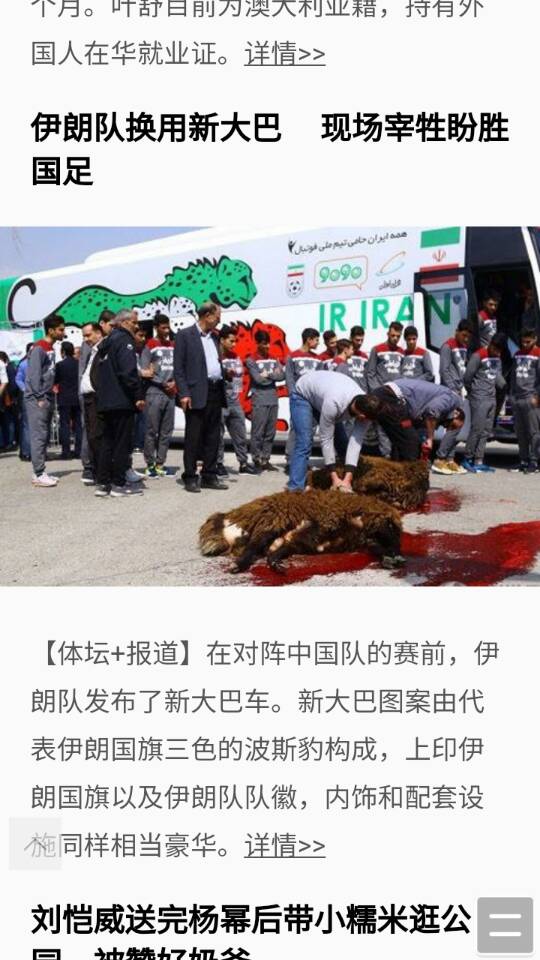 个月。叶舒目前为澳大利亚籍，持有外
国人在华就业证。详情>>
伊朗队换用新大巴 现场宰牲盼胜
国足
همه ایران حامی تیم ملی فوتبال
9090
IR IRAN
【体坛+报道】在对阵中国队的赛前，伊
朗队发布了新大巴车。新大巴图案由代
表伊朗国旗三色的波斯豹构成，上印伊
朗国旗以及伊朗队队徽，内饰和配套设
施同样相当豪华。详情>>
刘恺威送完杨幂后带小糯米逛公
园 被赞好奶爸